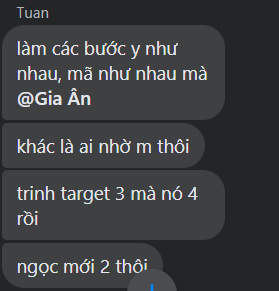 Tuan
làm các bước y như
nhau, mã như nhau mà
@Gia Ân
khác là ai nhờ m thôi
trinh target 3 mà nó 4
rồi
ngọc mới 2 thôi